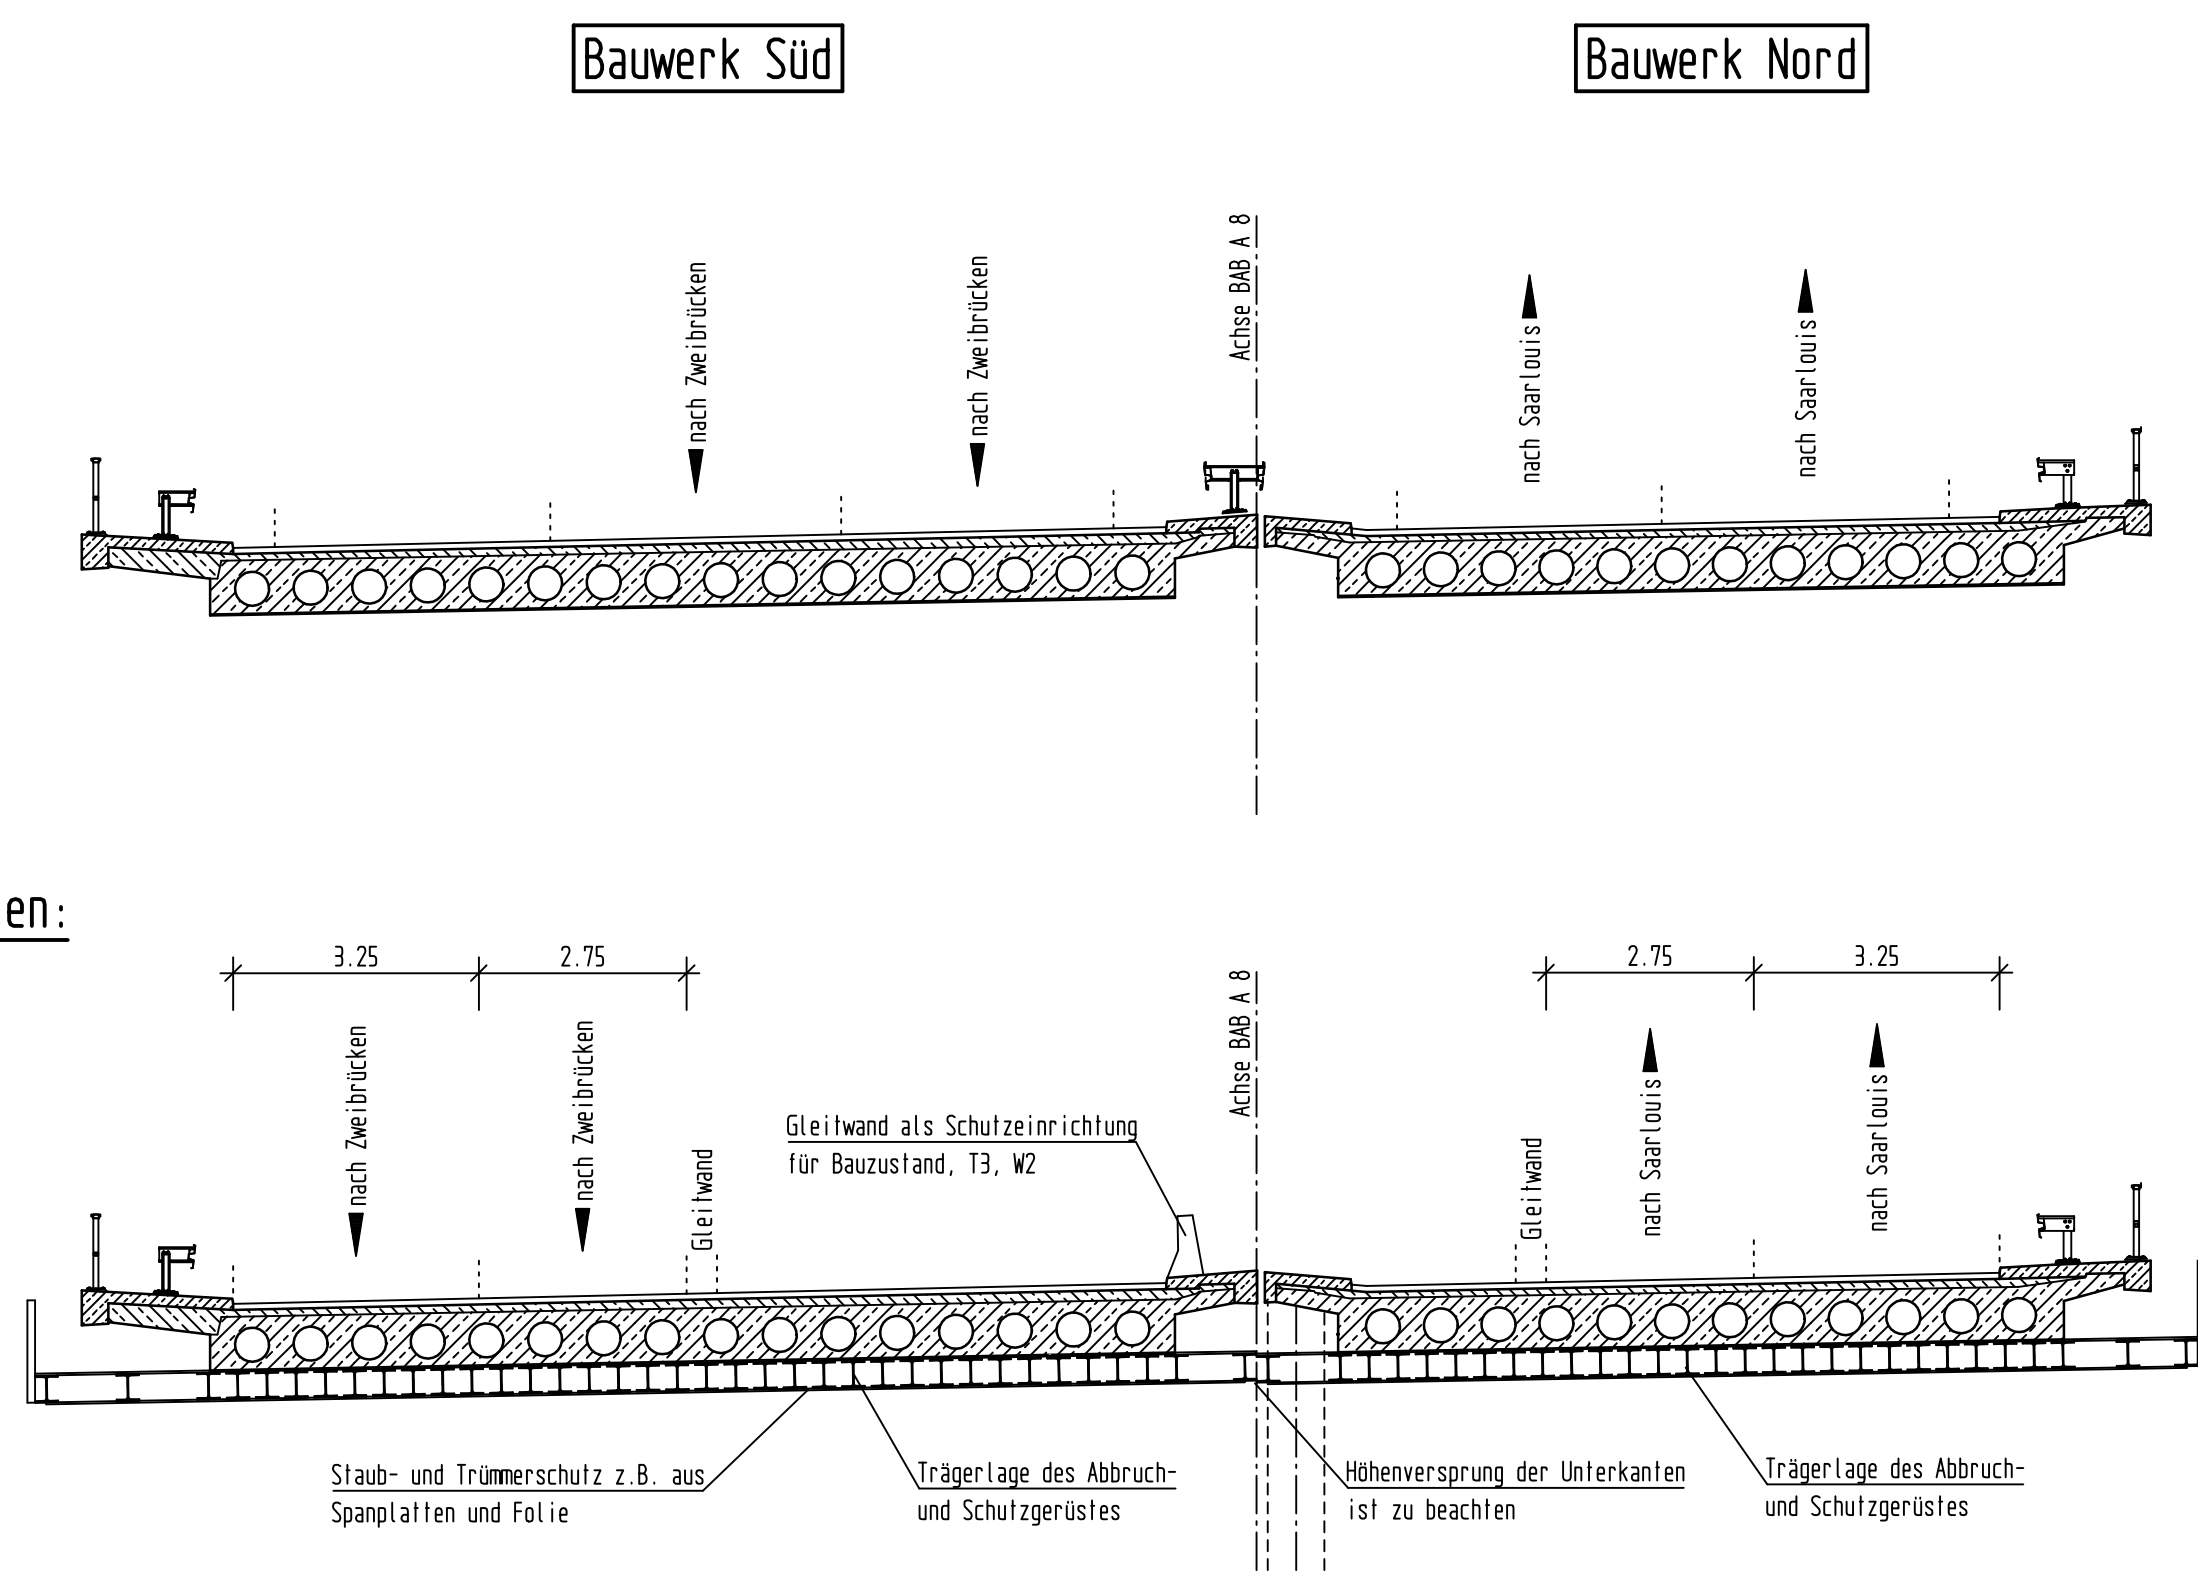 Bauwerk Süd
Bauwerk Nord
nach Zweibrücken
nach Zweibrücken
Achse BAB A 8
nach Saarlouis
nach Saarlouis
en:
3.25
2.75
2.75
3.25
nach Zweibrücken
nach Zweibrücken
Gleitwand
Gleitwand als Schutzeinrichtung
für Bauzustand, T3, W2
Achse BAB A 8
Gleitwand
nach Saarlouis
nach Saarlouis
Staub- und Trümmerschutz z.B. aus
Spanplatten und Folie
Trägerlage des Abbruch-
und Schutzgerüstes
Höhenversprung der Unterkanten
ist zu beachten
Trägerlage des Abbruch-
und Schutzgerüstes